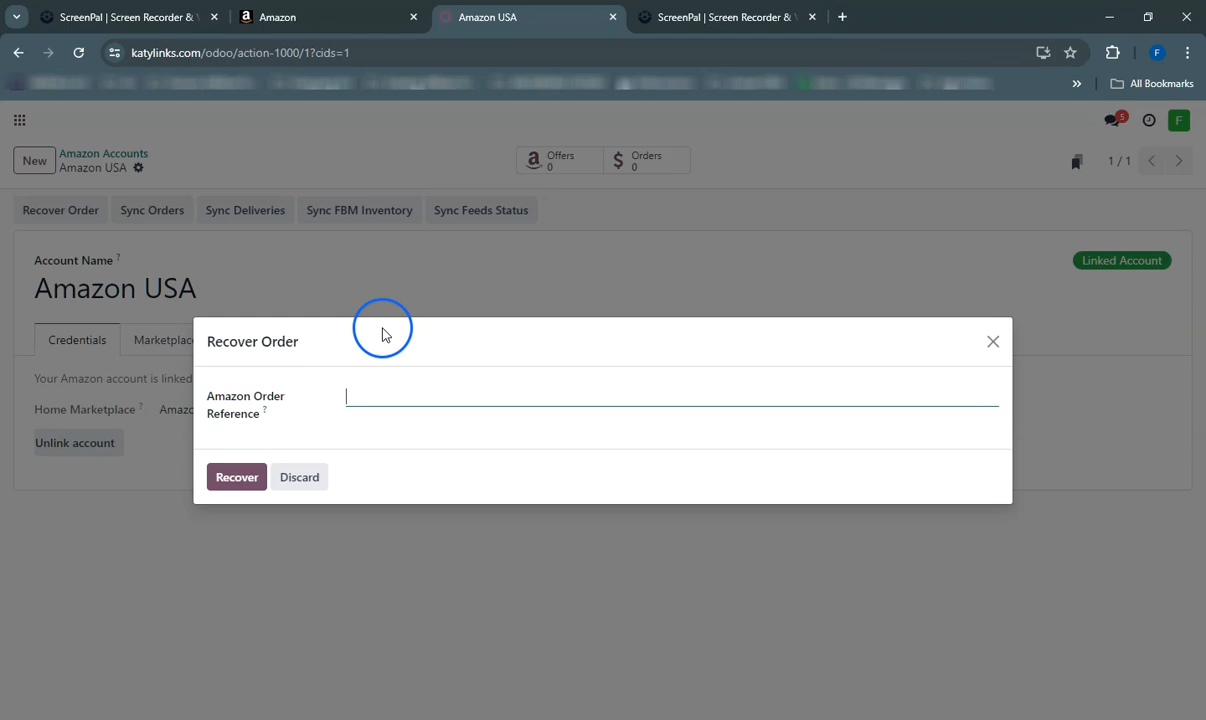 ScreenPal | Screen Recorder & V
Amazon
Amazon USA
ScreenPal | Screen Recorder & V
katylinks.com/odoo/action-1000/1?cids=1
F
All Bookmarks
5
F
New
Amazon Accounts
Amazon USA
Offers
0
Orders
0
1 / 1
Recover Order
Sync Orders
Sync Deliveries
Sync FBM Inventory
Sync Feeds Status
Account Name ?
Linked Account
Amazon USA
Credentials
Marketplac
Recover Order
Your Amazon account is linked
Amazon Order
Reference ?
Home Marketplace ?
Amaz
Unlink account
Recover
Discard